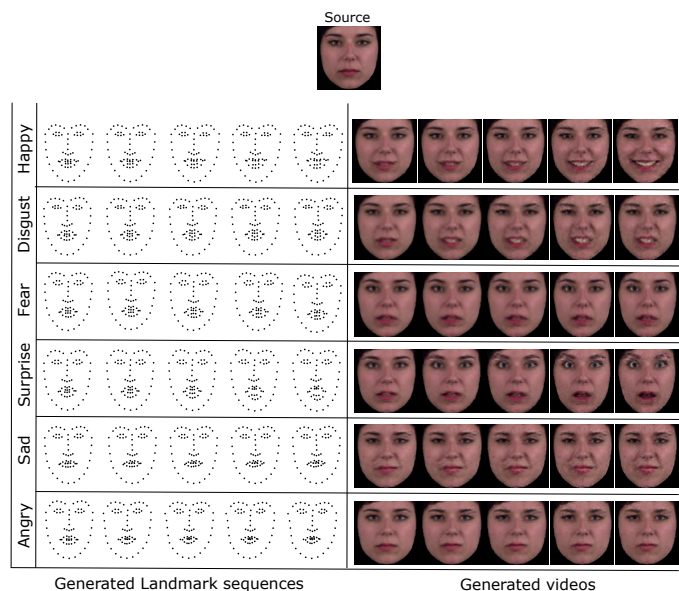 Source
Happy
Disgust
Fear
Surprise
Sad
Angry
Generated Landmark sequences
Generated videos